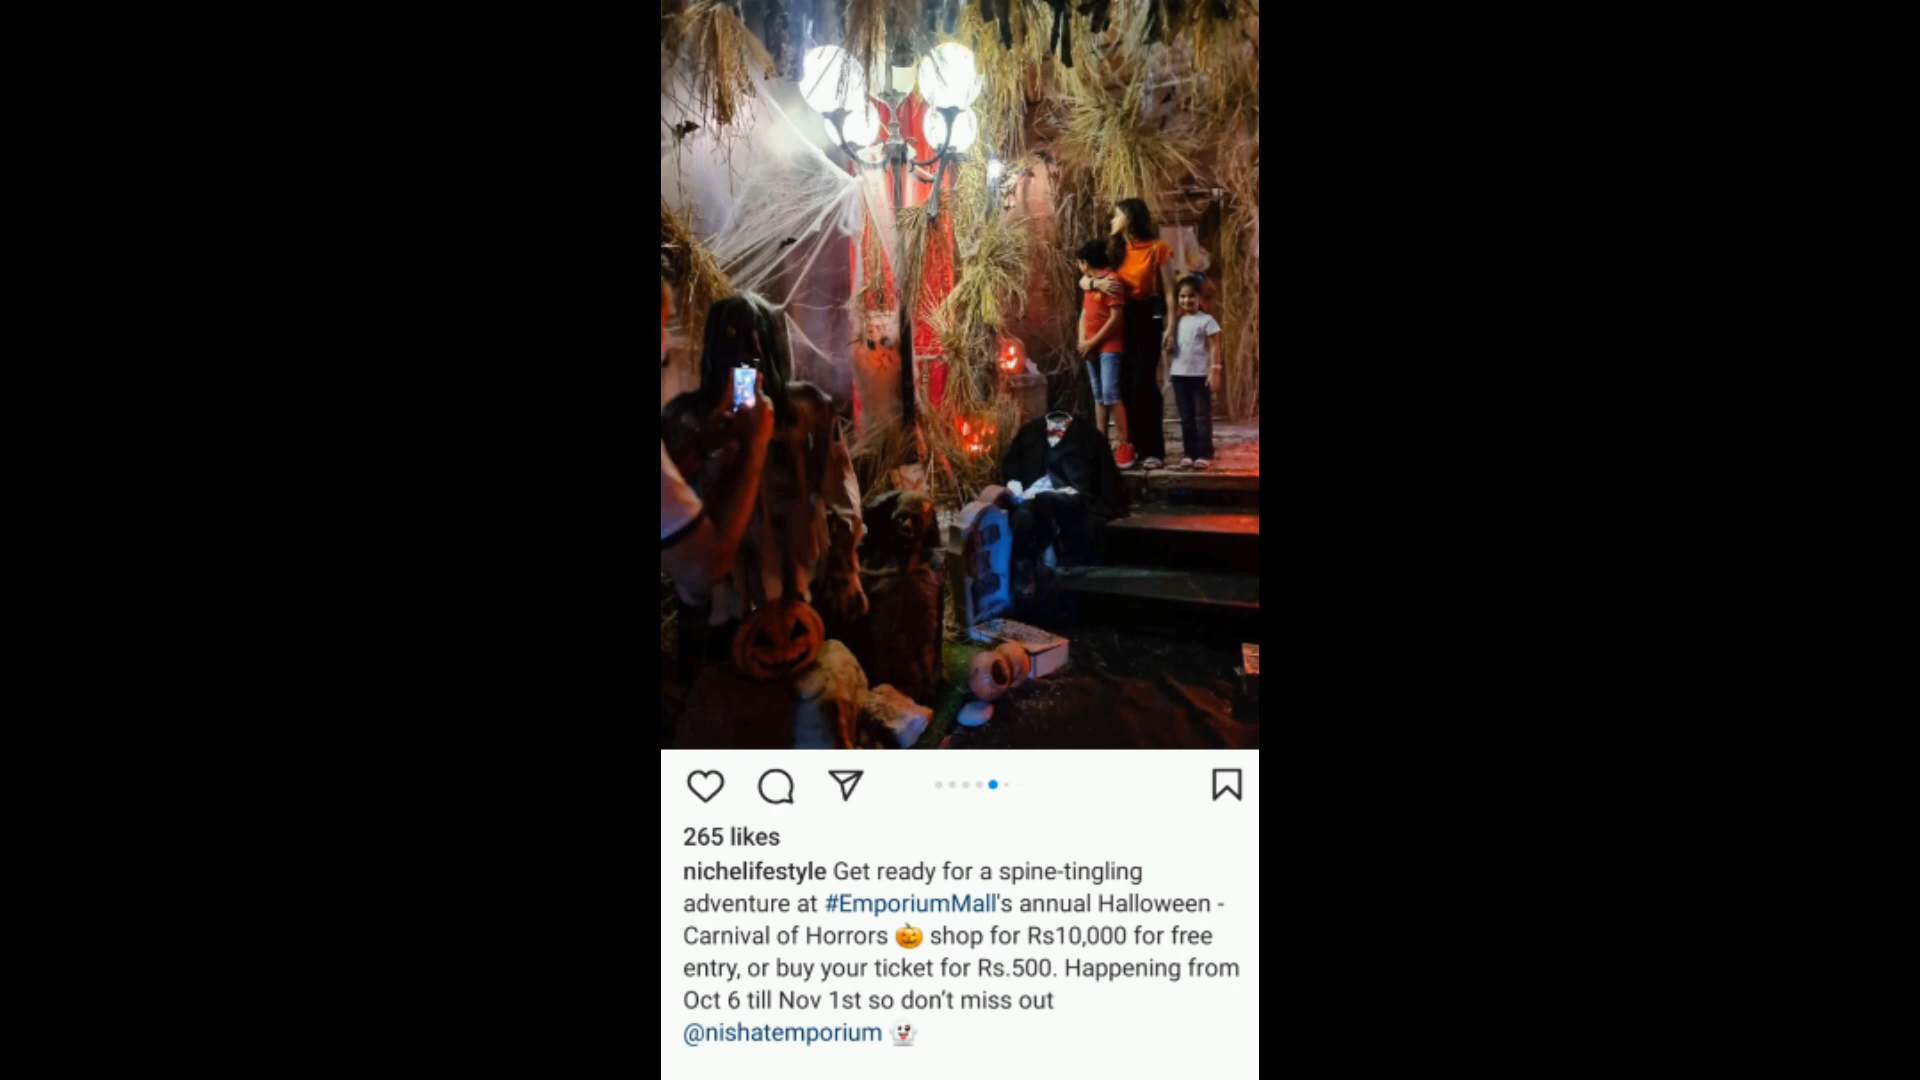 265 likes
nichelifestyle Get ready for a spine-tingling
adventure at #EmporiumMall's annual Halloween -
Carnival of Horrors 🎃 shop for Rs10,000 for free
entry, or buy your ticket for Rs.500. Happening from
Oct 6 till Nov 1st so don’t miss out
@nishatemporium 👻